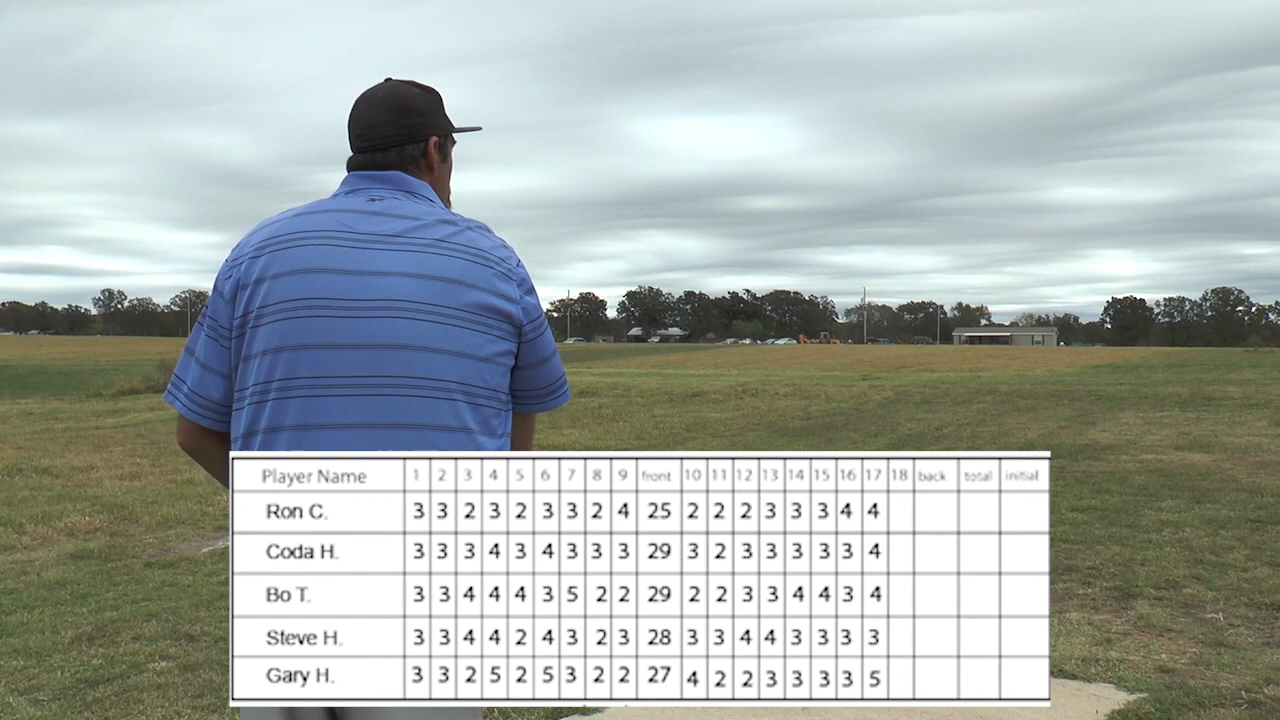 Player Name 1 2 3 4 5 6 7 8 9 front 10 11 12 13 14 15 16 17 18 back total initial
Ron C. 3 3 2 3 2 3 3 2 4 25 2 2 2 3 3 3 4 4
Coda H. 3 3 3 4 3 4 3 3 3 29 3 2 3 3 3 3 3 4
Bo T. 3 3 4 4 4 3 5 2 2 29 2 2 3 3 4 4 3 4
Steve H. 3 3 4 4 2 4 3 2 3 28 3 3 4 4 3 3 3 3
Gary H. 3 3 2 5 2 5 3 2 2 27 4 2 2 3 3 3 3 5